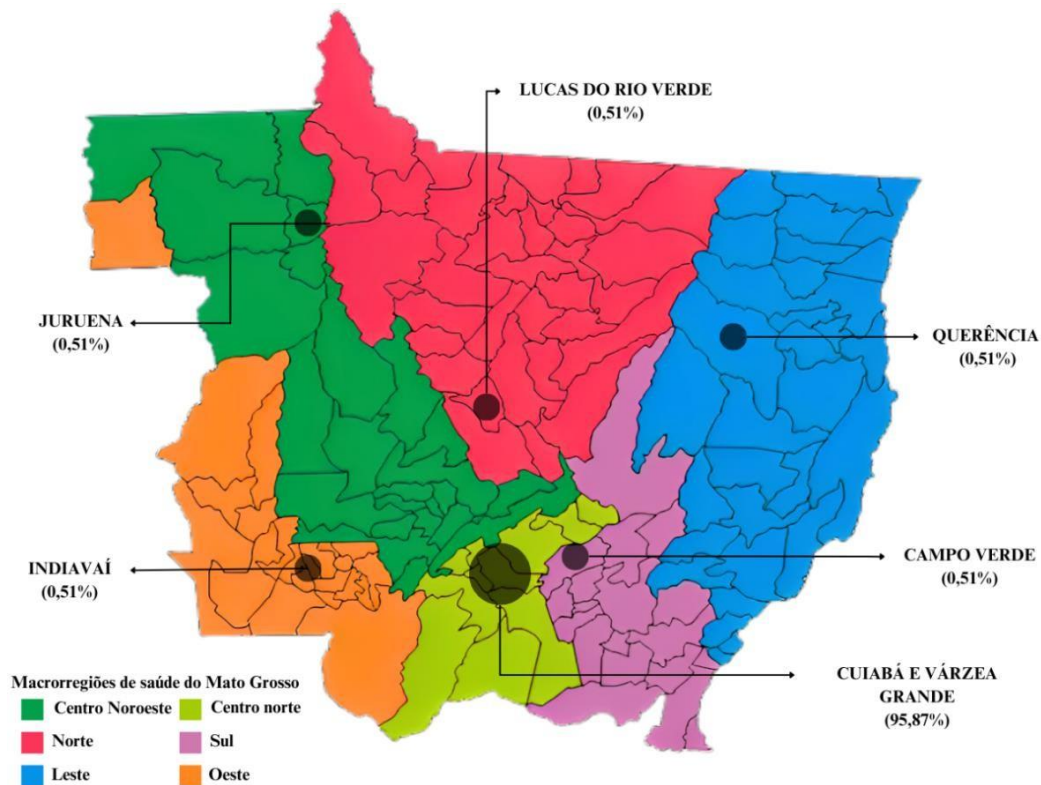 LUCAS DO RIO VERDE
(0,51%)
JURUENA
(0,51%)
QUERÊNCIA
(0,51%)
INDIAVAÍ
(0,51%)
CAMPO VERDE
(0,51%)
CUIABÁ E VÁRZEA
GRANDE
(95,87%)
Macrorregiões de saúde do Mato Grosso
Centro Noroeste
Centro norte
Norte
Sul
Leste
Oeste